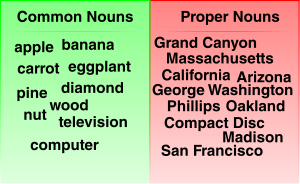 Common Nouns
apple banana
carrot eggplant
pine diamond
nut wood
television
computer
Proper Nouns
Grand Canyon
Massachusetts
California Arizona
George Washington
Phillips Oakland
Compact Disc
Madison
San Francisco